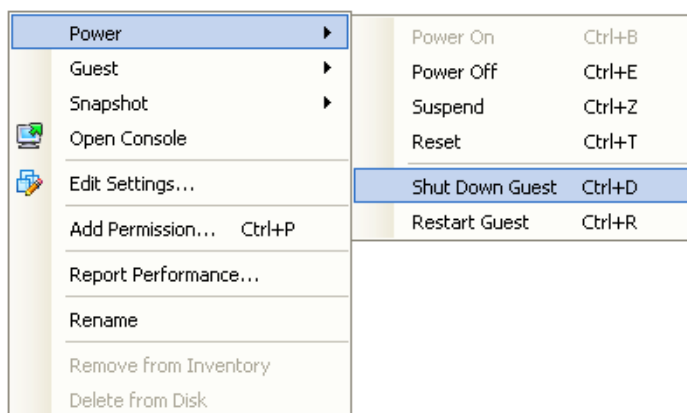 Power
Guest
Snapshot
Open Console
Edit Settings...
Add Permission... Ctrl+P
Report Performance...
Rename
Remove from Inventory
Delete from Disk
Power On Ctrl+B
Power Off Ctrl+E
Suspend Ctrl+Z
Reset Ctrl+T
Shut Down Guest Ctrl+D
Restart Guest Ctrl+R